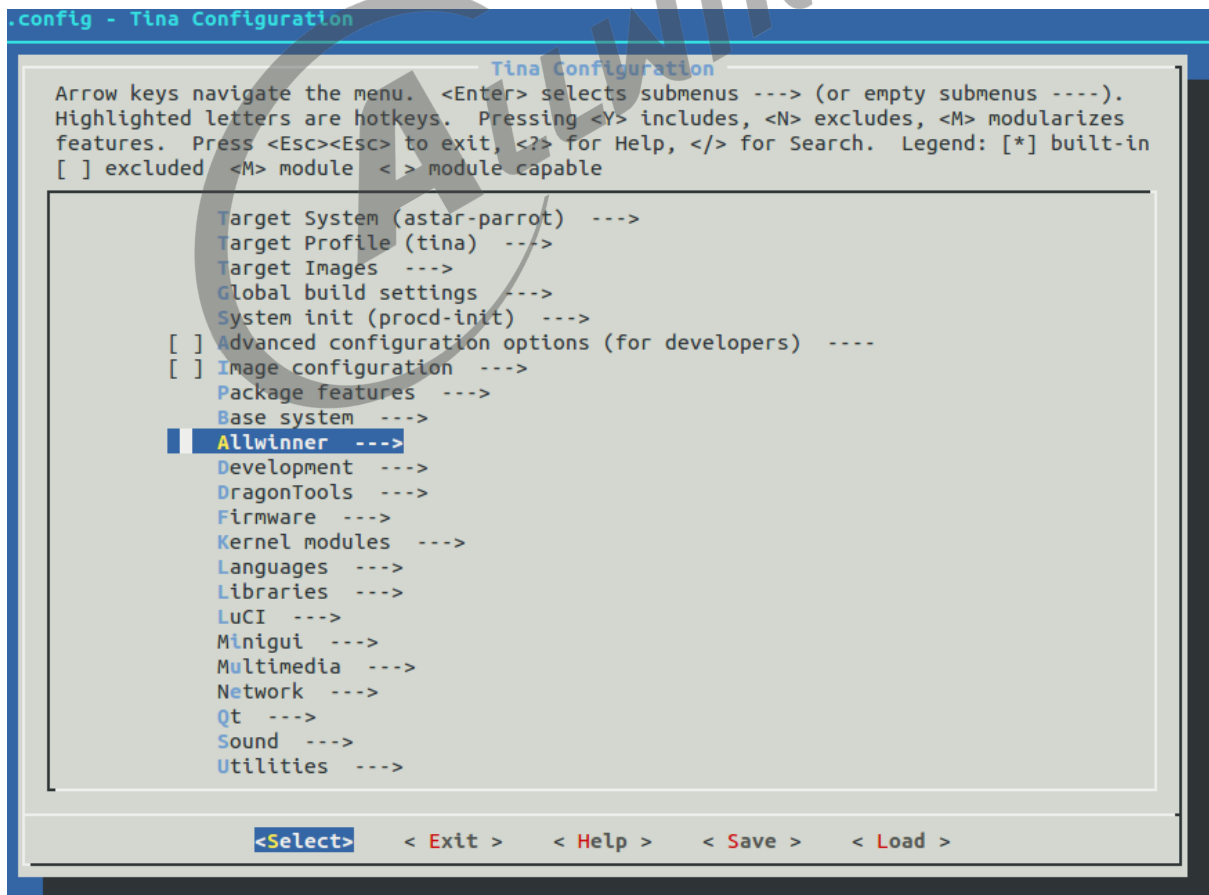 .config - Tina Configuration
Tina Configuration
Arrow keys navigate the menu.  <Enter> selects submenus ---> (or empty submenus ----).
Highlighted letters are hotkeys.  Pressing <Y> includes, <N> excludes, <M> modularizes
features.  Press <Esc><Esc> to exit, <?> for Help, </> for Search.  Legend: [*] built-in
[ ] excluded  <M> module  < > module capable
Target System (astar-parrot)  --->
Target Profile (tina)  --->
Target Images  --->
Global build settings  --->
System init (procd-init)  --->
[ ] Advanced configuration options (for developers)  ----
[ ] Image configuration  --->
Package features  --->
Base system  --->
Allwinner  --->
Development  --->
DragonTools  --->
Firmware  --->
Kernel modules  --->
Languages  --->
Libraries  --->
LuCI  --->
Minigui  --->
Multimedia  --->
Network  --->
Qt  --->
Sound  --->
Utilities  --->
<Select>    < Exit >    < Help >    < Save >    < Load >